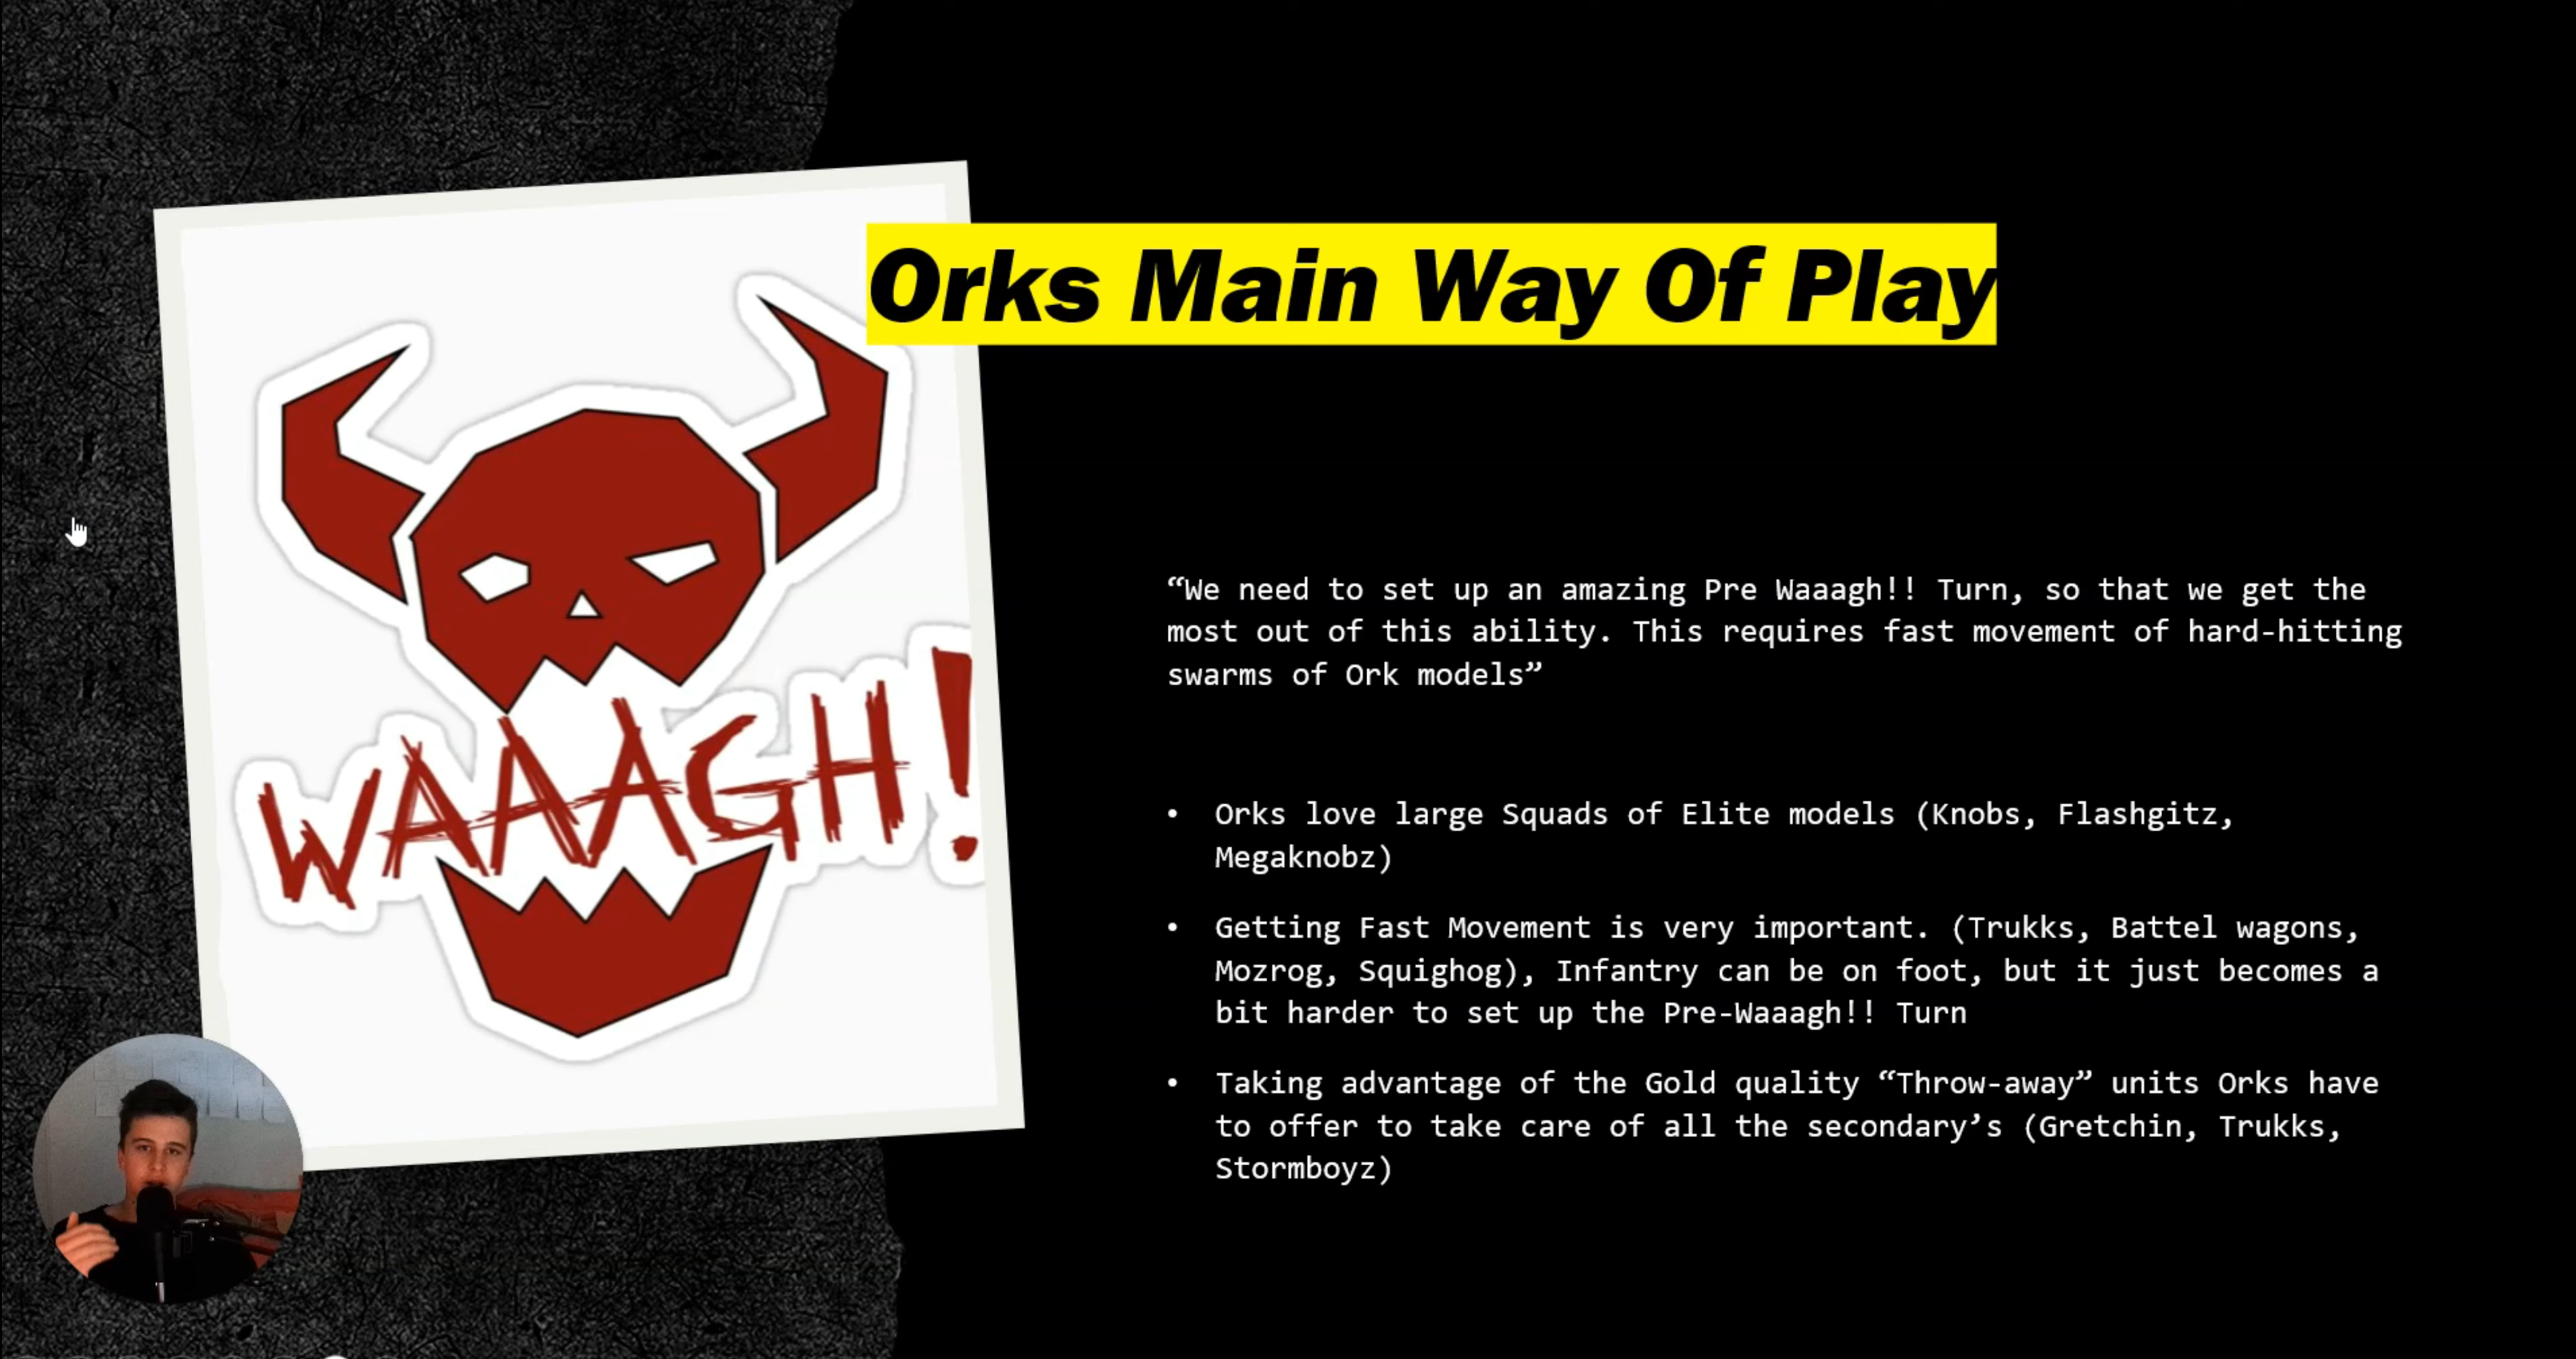 Orks Main Way Of Play
WAAAGH!
“We need to set up an amazing Pre Waaagh!! Turn, so that we get the
most out of this ability. This requires fast movement of hard-hitting
swarms of Ork models”
• Orks love large Squads of Elite models (Knobs, Flashgitz,
Megaknobz)
• Getting Fast Movement is very important. (Trukks, Battel wagons,
Mozrog, Squighog), Infantry can be on foot, but it just becomes a
bit harder to set up the Pre-Waaagh!! Turn
• Taking advantage of the Gold quality “Throw-away” units Orks have
to offer to take care of all the secondary’s (Gretchin, Trukks,
Stormboyz)